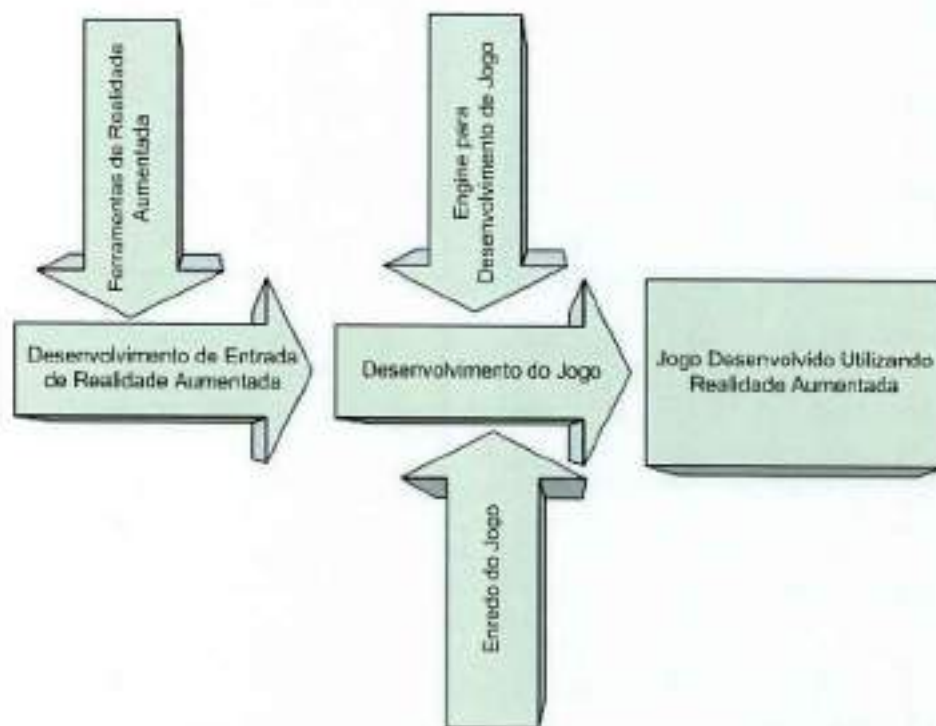 Ferramentas de Realidade
Aumentada
Engine para
Desenvolvimento de Jogo
Desenvolvimento de Entrada
de Realidade Aumentada
Desenvolvimento do Jogo
Jogo Desenvolvido Utilizando
Realidade Aumentada
Enredo do Jogo